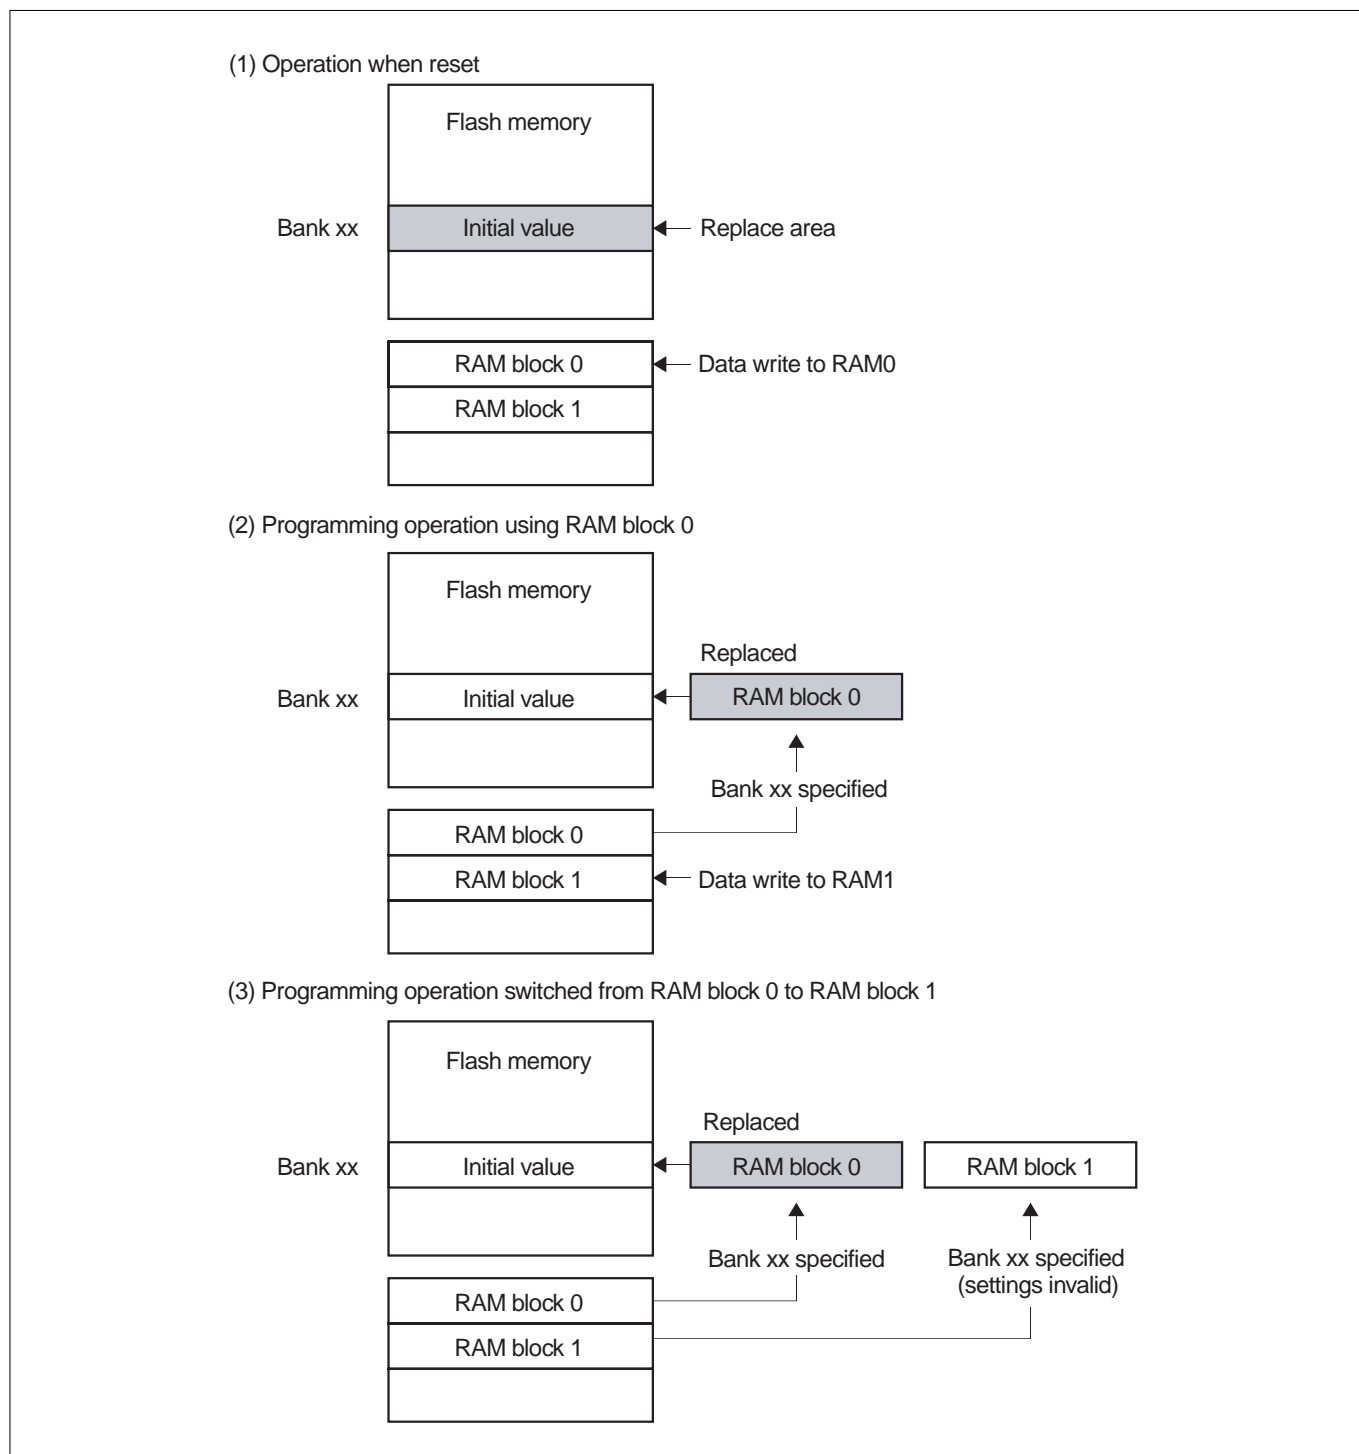 (1) Operation when reset
Flash memory
Bank xx
Initial value
Replace area
RAM block 0
Data write to RAM0
RAM block 1
(2) Programming operation using RAM block 0
Flash memory
Replaced
Bank xx
Initial value
RAM block 0
Bank xx specified
RAM block 0
RAM block 1
Data write to RAM1
(3) Programming operation switched from RAM block 0 to RAM block 1
Flash memory
Replaced
Bank xx
Initial value
RAM block 0
RAM block 1
Bank xx specified
Bank xx specified
(settings invalid)
RAM block 0
RAM block 1